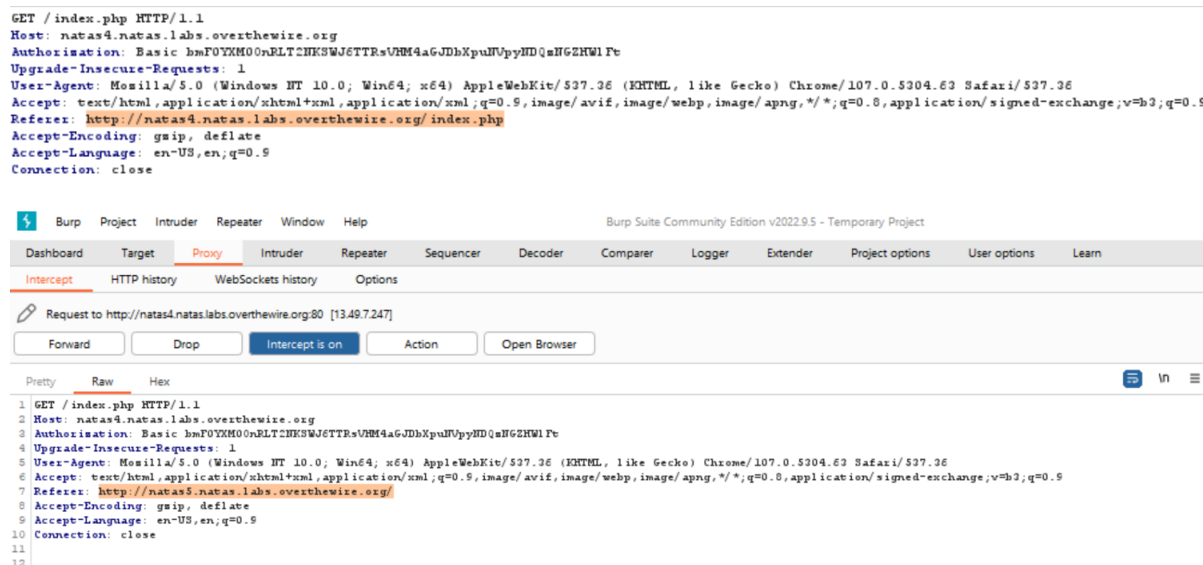 GET /index.php HTTP/1.1
Host: natas4.natas.labs.overthewire.org
Authorization: Basic bmF0YXM0OnRLT2NKSWJ6TTRsVHM4aGJDbXpuNVpyNDQzNGZHWlFt
Upgrade-Insecure-Requests: 1
User-Agent: Mozilla/5.0 (Windows NT 10.0; Win64; x64) AppleWebKit/537.36 (KHTML, like Gecko) Chrome/107.0.5304.63 Safari/537.36
Accept: text/html,application/xhtml+xml,application/xml;q=0.9,image/avif,image/webp,image/apng,*/*;q=0.8,application/signed-exchange;v=b3;q=0.9
Referer: http://natas4.natas.labs.overthewire.org/index.php
Accept-Encoding: gzip, deflate
Accept-Language: en-US,en;q=0.9
Connection: close
Burp Project Intruder Repeater Window Help Burp Suite Community Edition v2022.9.5 - Temporary Project
Dashboard Target Proxy Intruder Repeater Sequencer Decoder Comparer Logger Extender Project options User options Learn
Intercept HTTP history WebSockets history Options
Request to http://natas4.natas.labs.overthewire.org:80 [13.49.7.247]
Forward Drop Intercept is on Action Open Browser
Pretty Raw Hex \n
1 GET /index.php HTTP/1.1
2 Host: natas4.natas.labs.overthewire.org
3 Authorization: Basic bmF0YXM0OnRLT2NKSWJ6TTRsVHM4aGJDbXpuNVpyNDQzNGZHWlFt
4 Upgrade-Insecure-Requests: 1
5 User-Agent: Mozilla/5.0 (Windows NT 10.0; Win64; x64) AppleWebKit/537.36 (KHTML, like Gecko) Chrome/107.0.5304.63 Safari/537.36
6 Accept: text/html,application/xhtml+xml,application/xml;q=0.9,image/avif,image/webp,image/apng,*/*;q=0.8,application/signed-exchange;v=b3;q=0.9
7 Referer: http://natas5.natas.labs.overthewire.org/
8 Accept-Encoding: gzip, deflate
9 Accept-Language: en-US,en;q=0.9
10 Connection: close
11
12